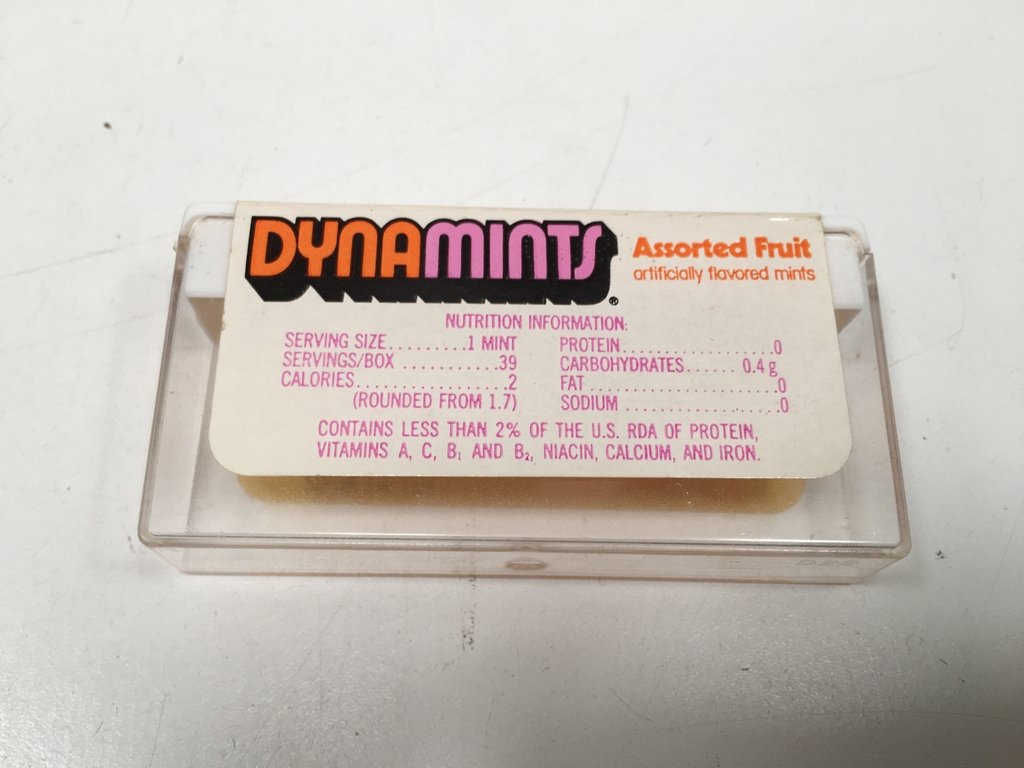 DYNAMINTS®
Assorted Fruit
artificially flavored mints
NUTRITION INFORMATION:
SERVING SIZE.........1 MINT
SERVINGS/BOX ...........39
CALORIES.................2
(ROUNDED FROM 1.7)
PROTEIN..................0
CARBOHYDRATES...... 0.4 g
FAT ......................0
SODIUM ..................0
CONTAINS LESS THAN 2% OF THE U.S. RDA OF PROTEIN,
VITAMINS A, C, B₁ AND B₂, NIACIN, CALCIUM, AND IRON.